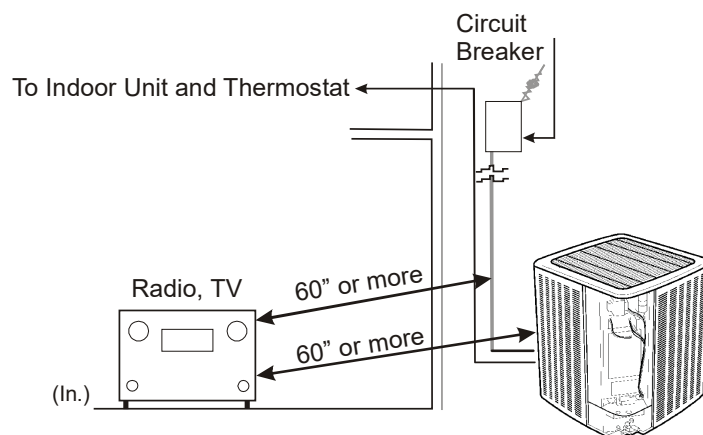 Circuit
Breaker
To Indoor Unit and Thermostat
Radio, TV
60” or more
60” or more
(In.)